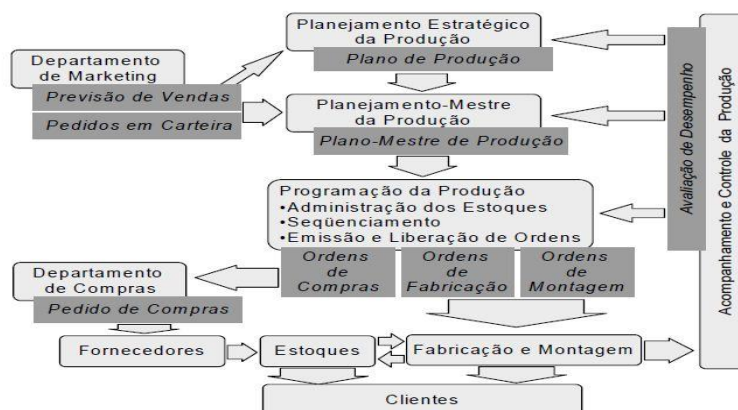 Planejamento Estratégico
da Produção
Plano de Produção
Departamento
de Marketing
Previsão de Vendas
Pedidos em Carteira
Planejamento-Mestre
da Produção
Plano-Mestre de Produção
Programação da Produção
•Administração dos Estoques
•Seqüenciamento
•Emissão e Liberação de Ordens
Ordens
de
Compras
Ordens
de
Fabricação
Ordens
de
Montagem
Departamento
de Compras
Pedido de Compras
Fornecedores
Estoques
Fabricação e Montagem
Clientes
Avaliação de Desempenho
Acompanhamento e Controle da Produção